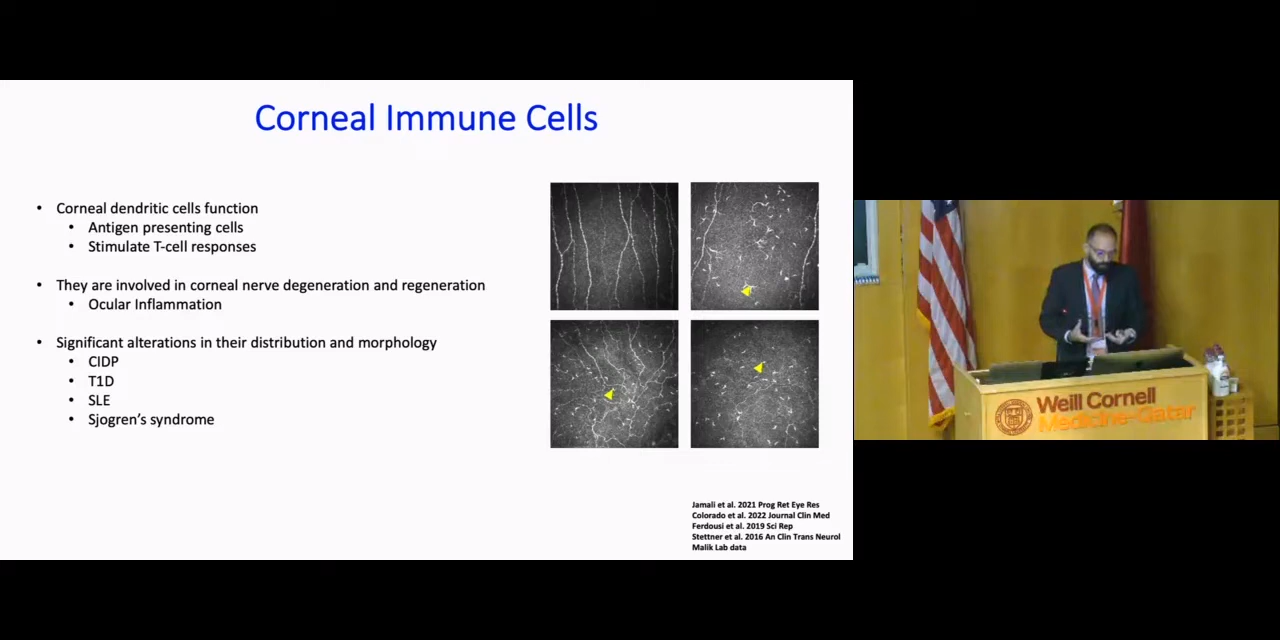 Corneal Immune Cells
• Corneal dendritic cells function
• Antigen presenting cells
• Stimulate T-cell responses
• They are involved in corneal nerve degeneration and regeneration
• Ocular Inflammation
• Significant alterations in their distribution and morphology
• CIDP
• T1D
• SLE
• Sjogren's syndrome
Jamali et al. 2021 Prog Ret Eye Res
Colorado et al. 2022 Journal Clin Med
Ferdousi et al. 2019 Sci Rep
Stettner et al. 2016 An Clin Trans Neurol
Malik Lab data
Weill Cornell
Medicine-Qatar